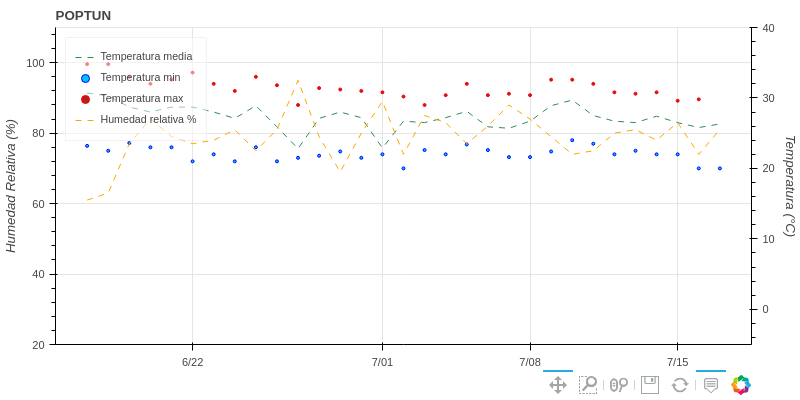 POPTUN
Temperatura media
Temperatura min
Temperatura max
Humedad relativa %
Humedad Relativa (%)
100
80
60
40
20
40
30
20
10
0
Temperatura (°C)
6/22
7/01
7/08
7/15